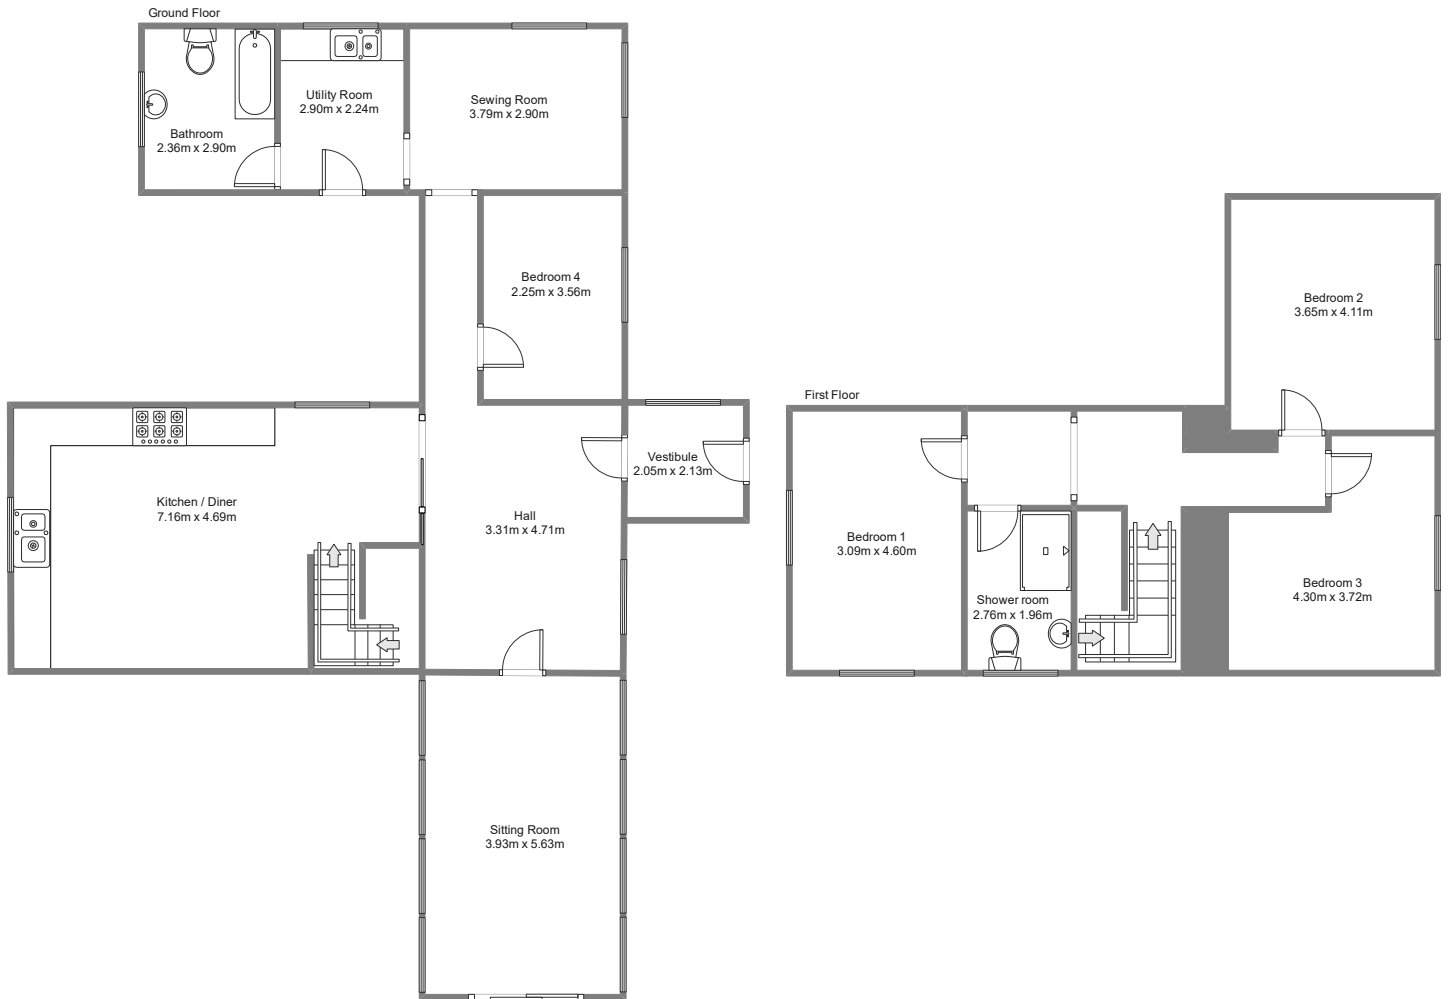 Ground Floor
Utility Room
2.90m x 2.24m
Sewing Room
3.79m x 2.90m
Bathroom
2.36m x 2.90m
Bedroom 4
2.25m x 3.56m
Vestibule
2.05m x 2.13m
Kitchen / Diner
7.16m x 4.69m
Hall
3.31m x 4.71m
Sitting Room
3.93m x 5.63m
First Floor
Bedroom 2
3.65m x 4.11m
Bedroom 1
3.09m x 4.60m
Shower room
2.76m x 1.96m
Bedroom 3
4.30m x 3.72m